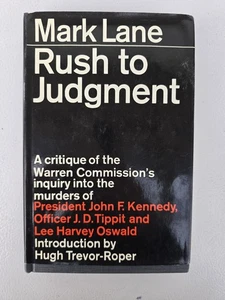 Mark Lane
Rush to
Judgment
A critique of the
Warren Commission's
inquiry into the
murders of
President John F. Kennedy,
Officer J. D. Tippit and
Lee Harvey Oswald
Introduction by
Hugh Trevor-Roper